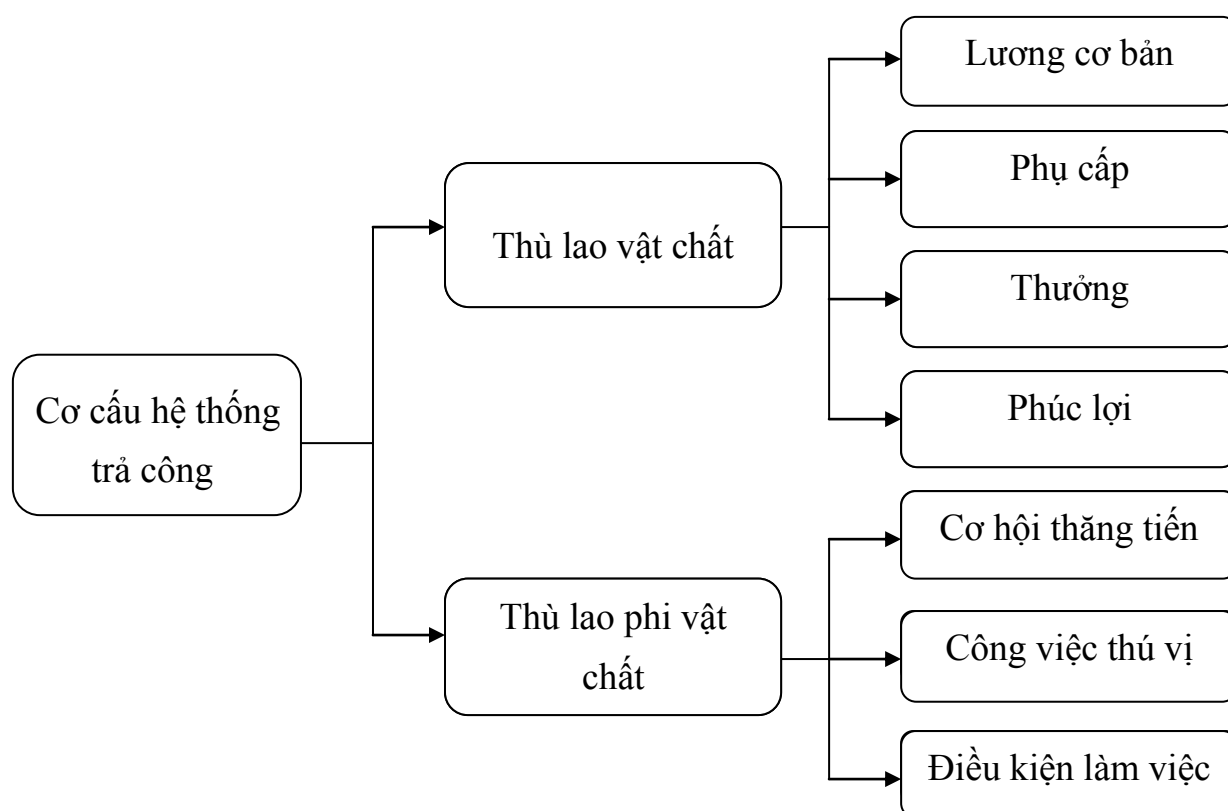 Lương cơ bản
Phụ cấp
Thù lao vật chất
Thưởng
Phúc lợi
Cơ cấu hệ thống
trả công
Cơ hội thăng tiến
Thù lao phi vật
chất
Công việc thú vị
Điều kiện làm việc